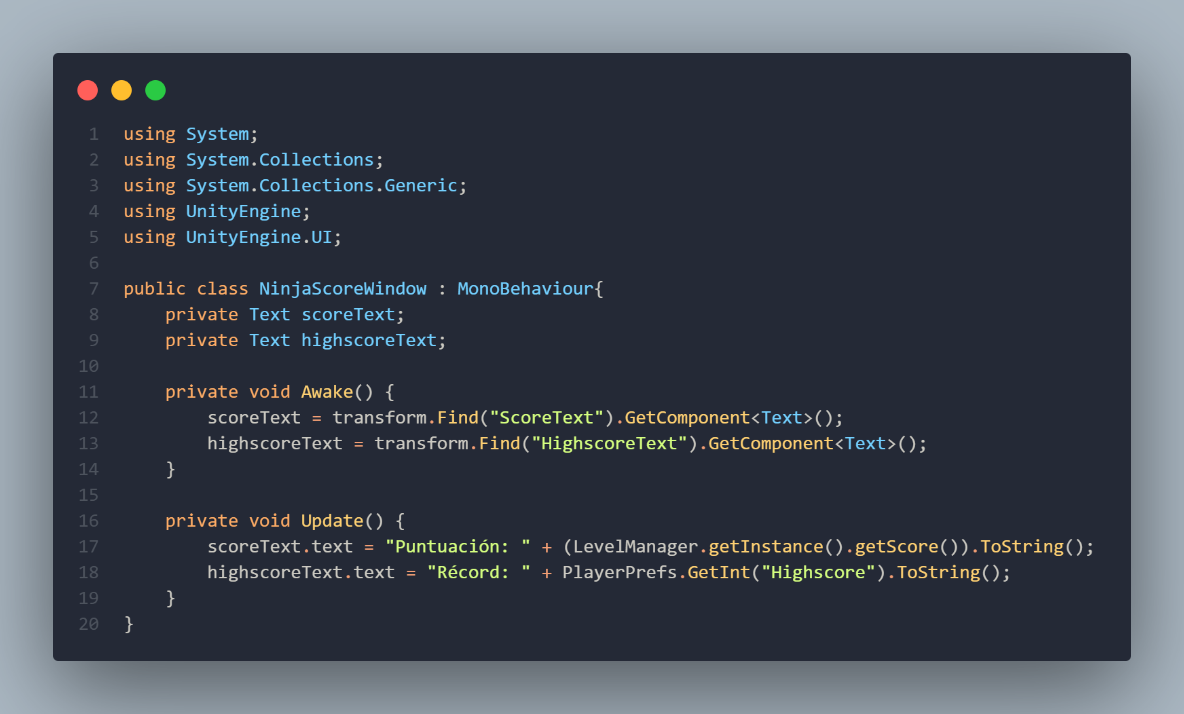 1 using System;
2 using System.Collections;
3 using System.Collections.Generic;
4 using UnityEngine;
5 using UnityEngine.UI;
6
7 public class NinjaScoreWindow : MonoBehaviour{
8     private Text scoreText;
9     private Text highscoreText;
10
11     private void Awake() {
12         scoreText = transform.Find("ScoreText").GetComponent<Text>();
13         highscoreText = transform.Find("HighscoreText").GetComponent<Text>();
14     }
15
16     private void Update() {
17         scoreText.text = "Puntuación: " + (LevelManager.getInstance().getScore()).ToString();
18         highscoreText.text = "Récord: " + PlayerPrefs.GetInt("Highscore").ToString();
19     }
20 }